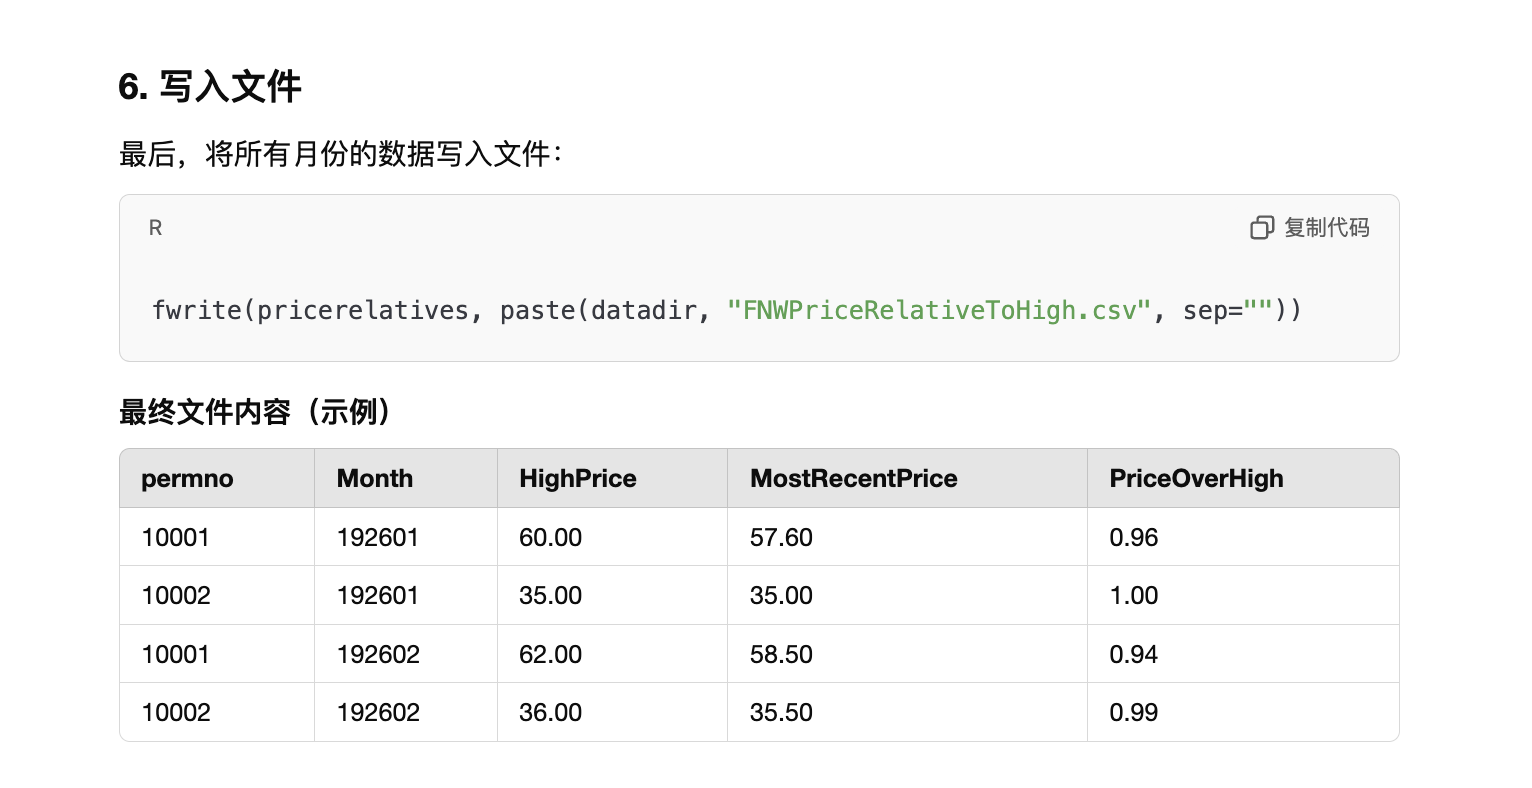 6. 写入文件
最后，将所有月份的数据写入文件：
R
复制代码
fwrite(pricerelatives, paste(datadir, "FNWPriceRelativeToHigh.csv", sep=""))
最终文件内容（示例）
permno Month HighPrice MostRecentPrice PriceOverHigh
10001 192601 60.00 57.60 0.96
10002 192601 35.00 35.00 1.00
10001 192602 62.00 58.50 0.94
10002 192602 36.00 35.50 0.99